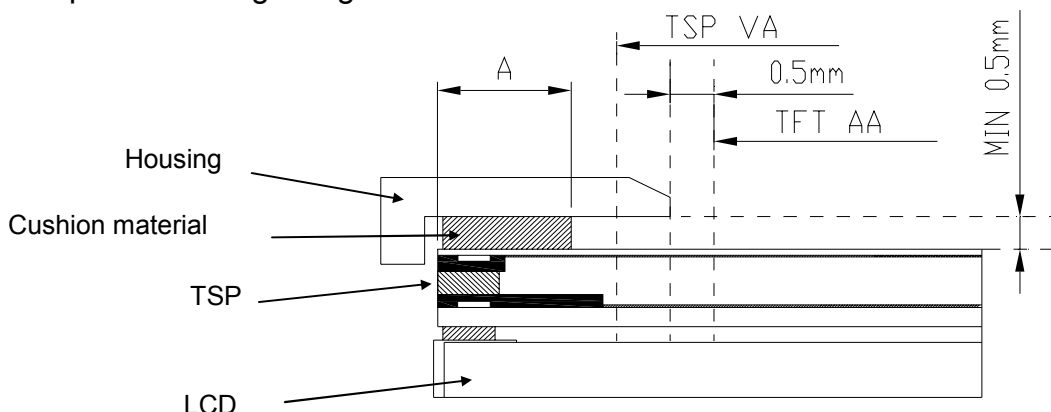 TSP VA
A
0.5mm
TFT AA
MIN 0.5mm
Housing
Cushion material
TSP
LCD